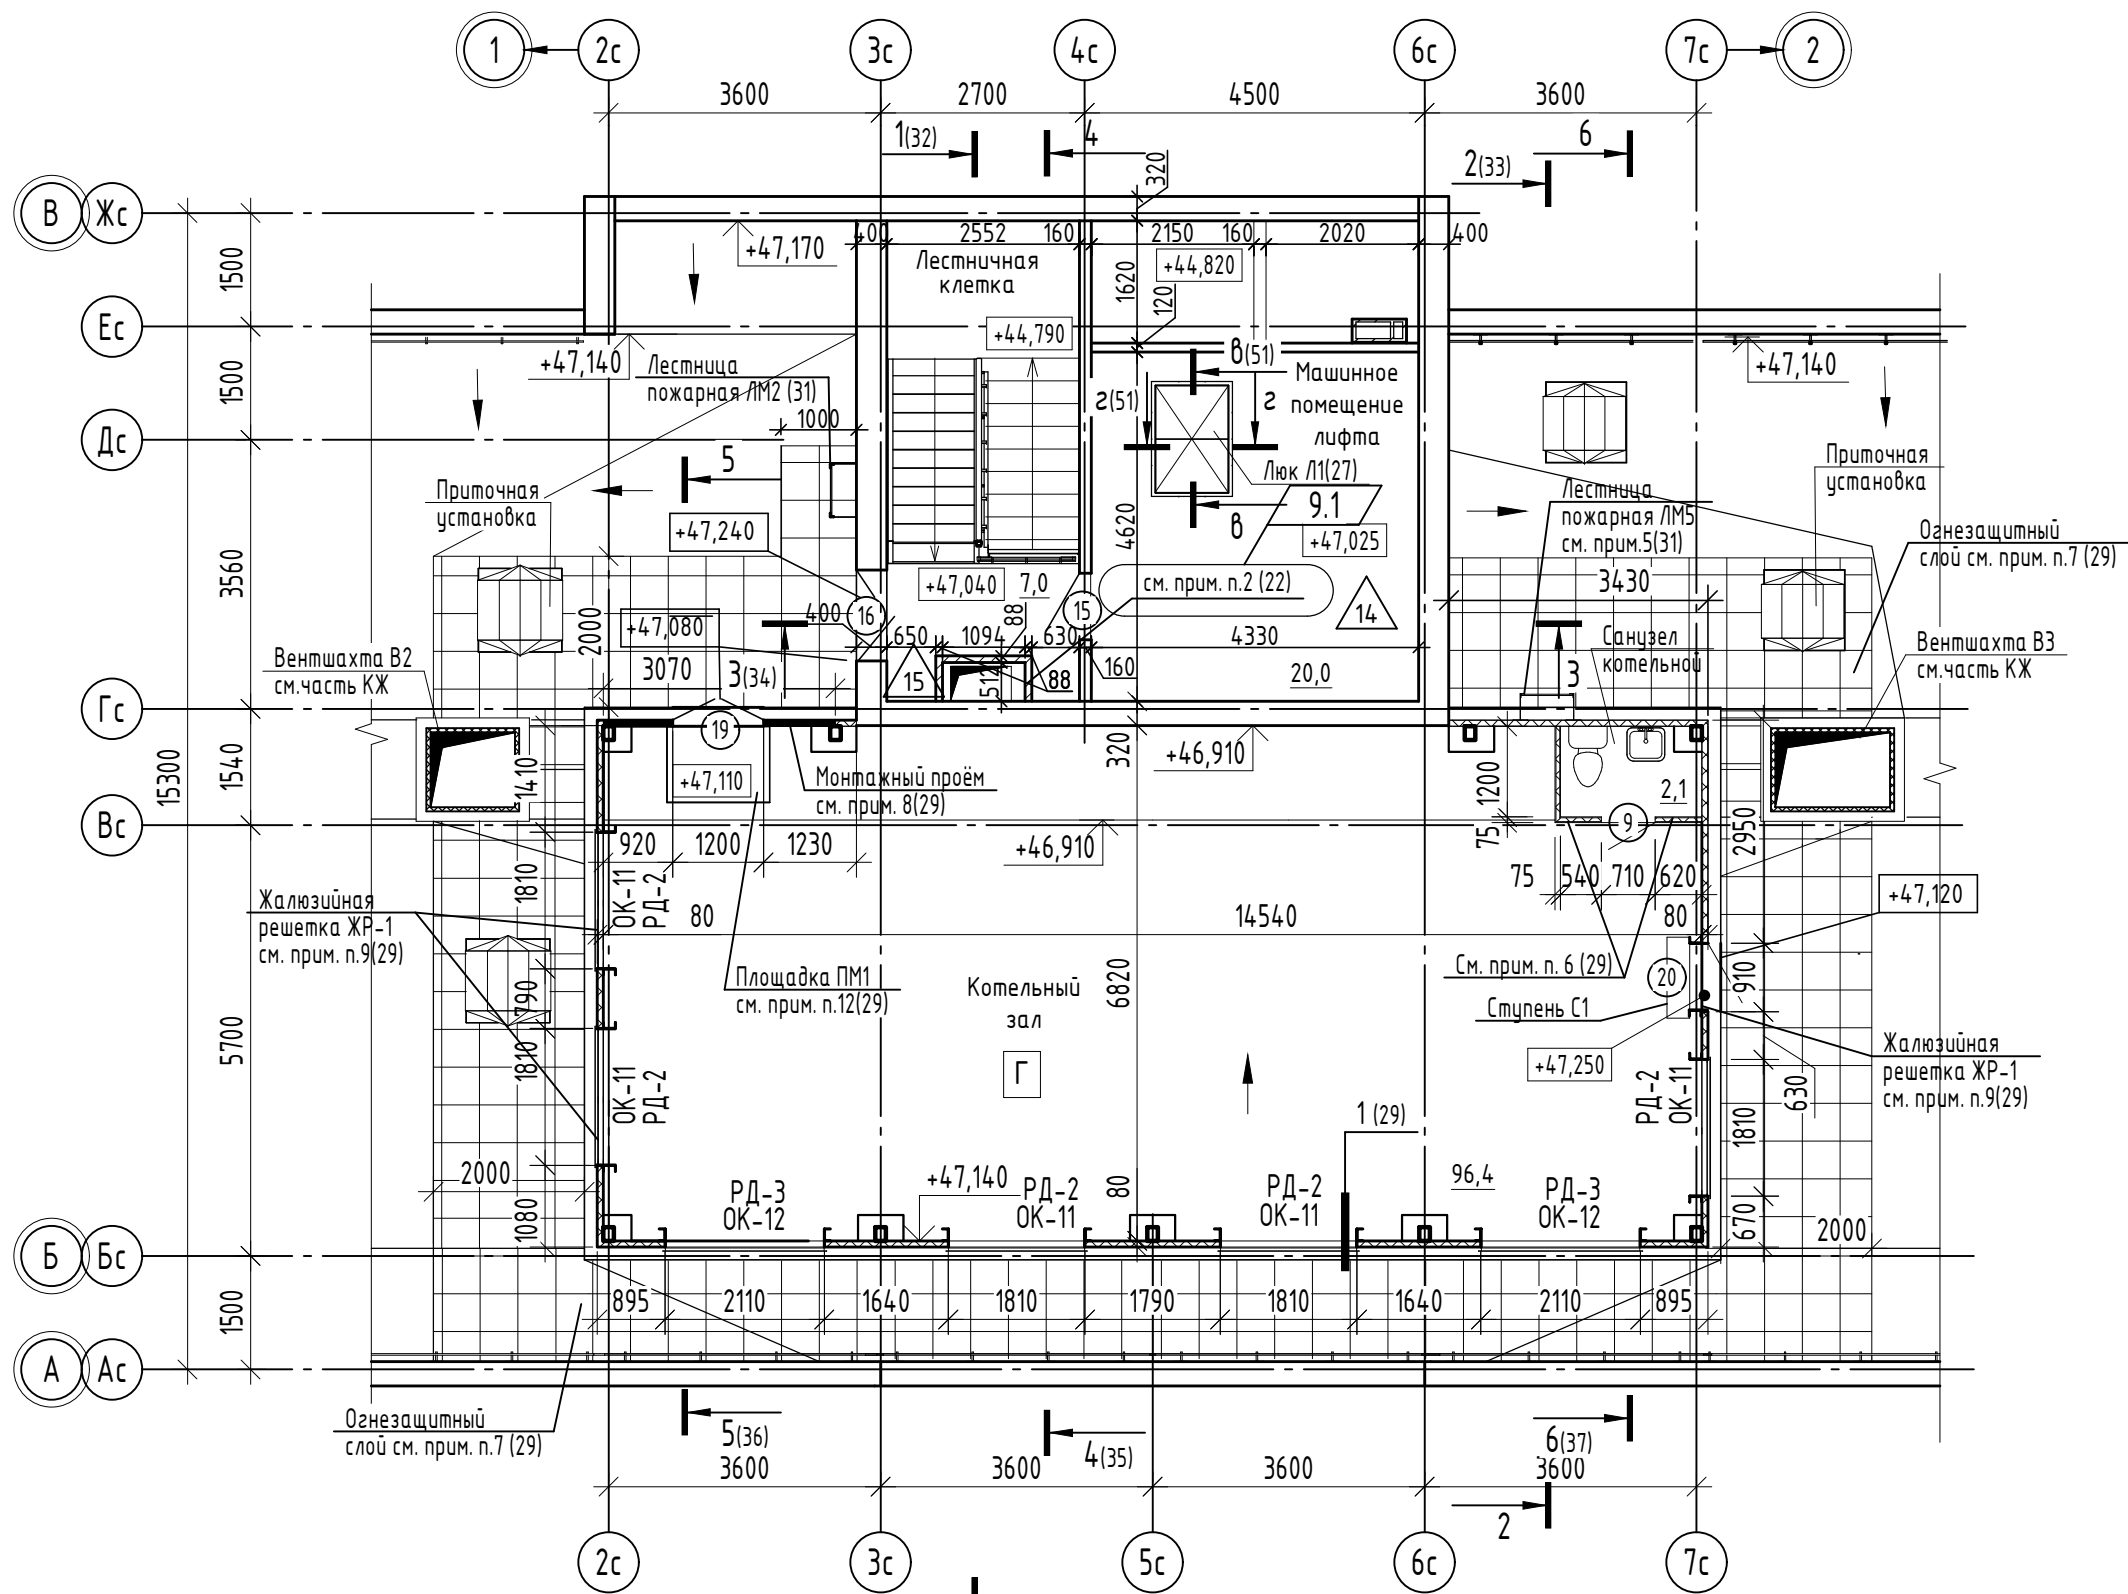 1
2с
3с
4с
6с
7с
2
3600
2700
4500
3600
1(32)
4
320
2(33)
6
В
Жс
+47,170
400
2552
160
2150
160
2020
400
Лестничная
клетка
+44,820
1620
120
1500
Ес
+44,790
+47,140
Лестница
пожарная ЛМ2 (31)
в(51)
г(51)
г
Машинное
помещение
лифта
+47,140
1500
1000
Дс
5
Люк Л1(27)
9.1
в
Приточная
установка
Приточная
установка
Лестница
пожарная ЛМ5
см. прим.5(31)
+47,240
4620
+47,025
Огнезащитный
слой см. прим. п.7 (29)
3560
+47,040
7,0
см. прим. п.2 (22)
3430
2000
400
16
15
14
+47,080
88
650
1094
630
4330
Санузел
котельной
Вентшахта В2
см.часть КЖ
3070
3(34)
15
512
88
160
20,0
3
Вентшахта В3
см.часть КЖ
Гс
19
320
+46,910
15300
1540
1410
+47,110
Монтажный проём
см. прим. 8(29)
1200
2,1
Вс
75
9
2950
920
1200
1230
+46,910
75
540
710
620
Жалюзийная
решетка ЖР-1
см. прим. п.9(29)
1810
ОК-11
РД-2
80
14540
80
+47,120
790
Площадка ПМ1
см. прим. п.12(29)
Котельный
зал
6820
См. прим. п. 6 (29)
20
910
Ступень С1
5700
1810
ОК-11
РД-2
Г
+47,250
РД-2
ОК-11
Жалюзийная
решетка ЖР-1
см. прим. п.9(29)
630
1810
1 (29)
2000
РД-3
ОК-12
+47,140
РД-2
ОК-11
80
РД-2
ОК-11
96,4
РД-3
ОК-12
1080
670
2000
Б
Бс
895
2110
1640
1810
1790
1810
1640
2110
895
1500
А
Ас
Огнезащитный
слой см. прим. п.7 (29)
5(36)
4(35)
6(37)
3600
3600
3600
3600
2
2с
3с
5с
6с
7с